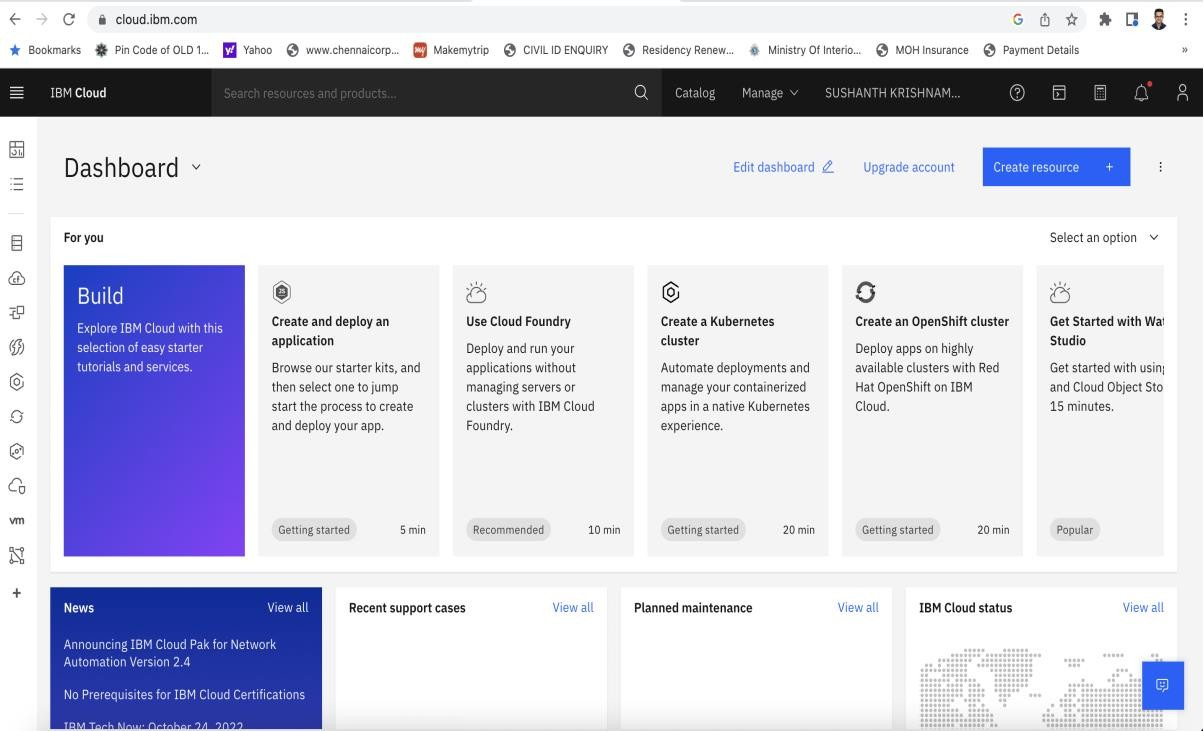 cloud.ibm.com
Bookmarks Pin Code of OLD 1... Yahoo www.chennaicorp... Makemytrip CIVIL ID ENQUIRY Residency Renew... Ministry Of Interio... MOH Insurance Payment Details »
IBM Cloud Search resources and products... Catalog Manage SUSHANTH KRISHNAM...
Dashboard Edit dashboard Upgrade account Create resource +
For you Select an option
Build
Explore IBM Cloud with this
selection of easy starter
tutorials and services.
JS
Create and deploy an
application
Browse our starter kits, and
then select one to jump
start the process to create
and deploy your app.
Getting started 5 min
Use Cloud Foundry
Deploy and run your
applications without
managing servers or
clusters with IBM Cloud
Foundry.
Recommended 10 min
Create a Kubernetes
cluster
Automate deployments and
manage your containerized
apps in a native Kubernetes
experience.
Getting started 20 min
Create an OpenShift cluster
Deploy apps on highly
available clusters with Red
Hat OpenShift on IBM
Cloud.
Getting started 20 min
Get Started with Wat
Studio
Get started with using
and Cloud Object Sto
15 minutes.
Popular
cf
vm
+
News View all
Announcing IBM Cloud Pak for Network
Automation Version 2.4
No Prerequisites for IBM Cloud Certifications
IBM Tech Now: October 24, 2022
Recent support cases View all
Planned maintenance View all
IBM Cloud status View all